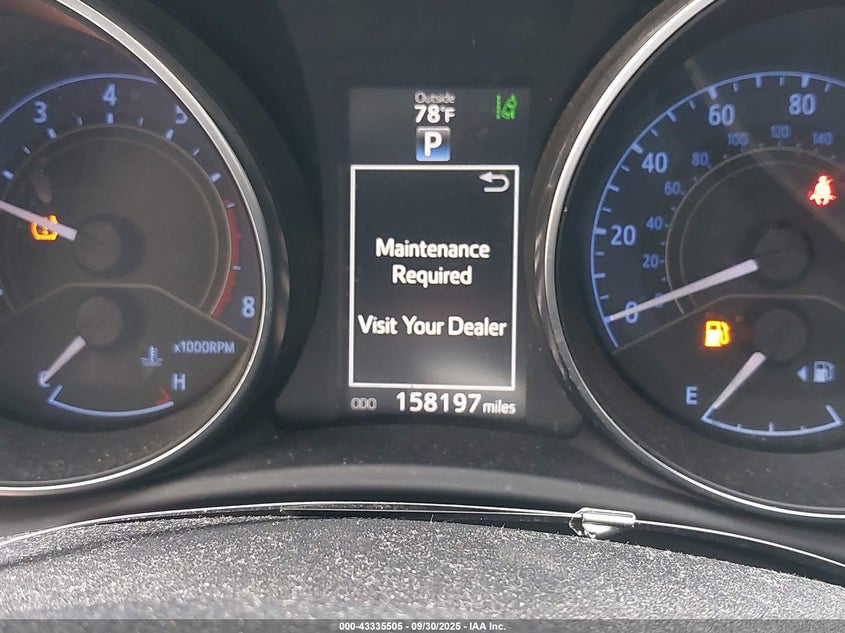 Outside
78°F
P
Maintenance
Required
Visit Your Dealer
ODO 158197 miles
3 4 5
8
x1000RPM
C H
0 20 40 60 80
20 40 60 80 100 120 140
E
000-43335505 - 09/30/2025 - IAA Inc.